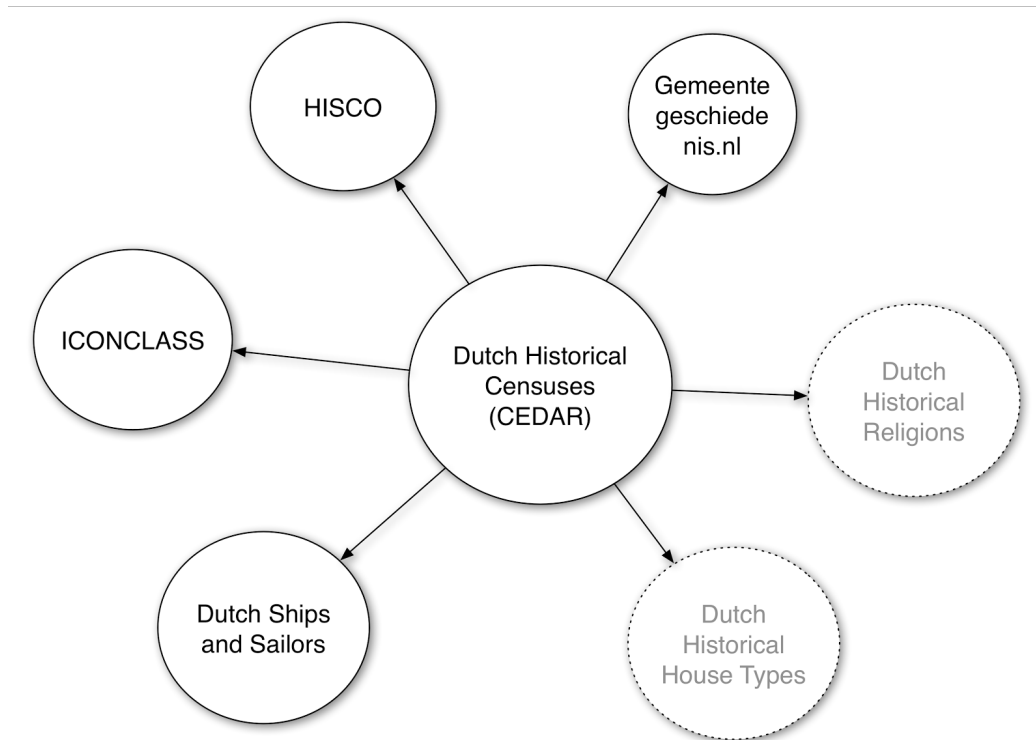 HISCO
Gemeente
geschiede
nis.nl
ICONCLASS
Dutch Historical
Censuses
(CEDAR)
Dutch
Historical
Religions
Dutch Ships
and Sailors
Dutch
Historical
House Types